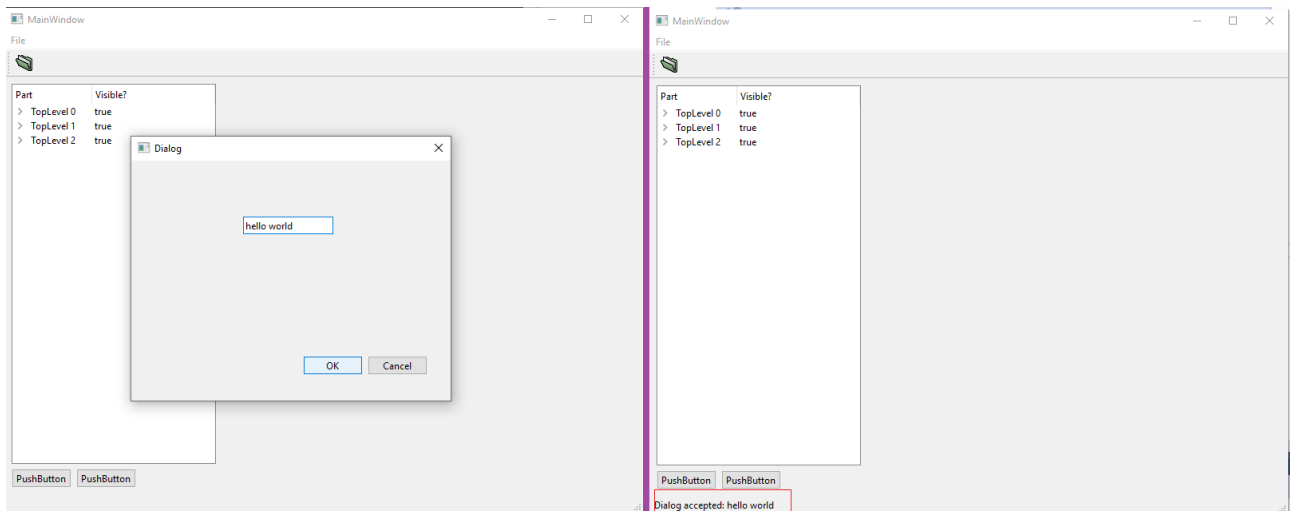 MainWindow
File
Part Visible?
TopLevel 0 true
TopLevel 1 true
TopLevel 2 true
Dialog
hello world
OK Cancel
PushButton PushButton
MainWindow
File
Part Visible?
TopLevel 0 true
TopLevel 1 true
TopLevel 2 true
PushButton PushButton
Dialog accepted: hello world